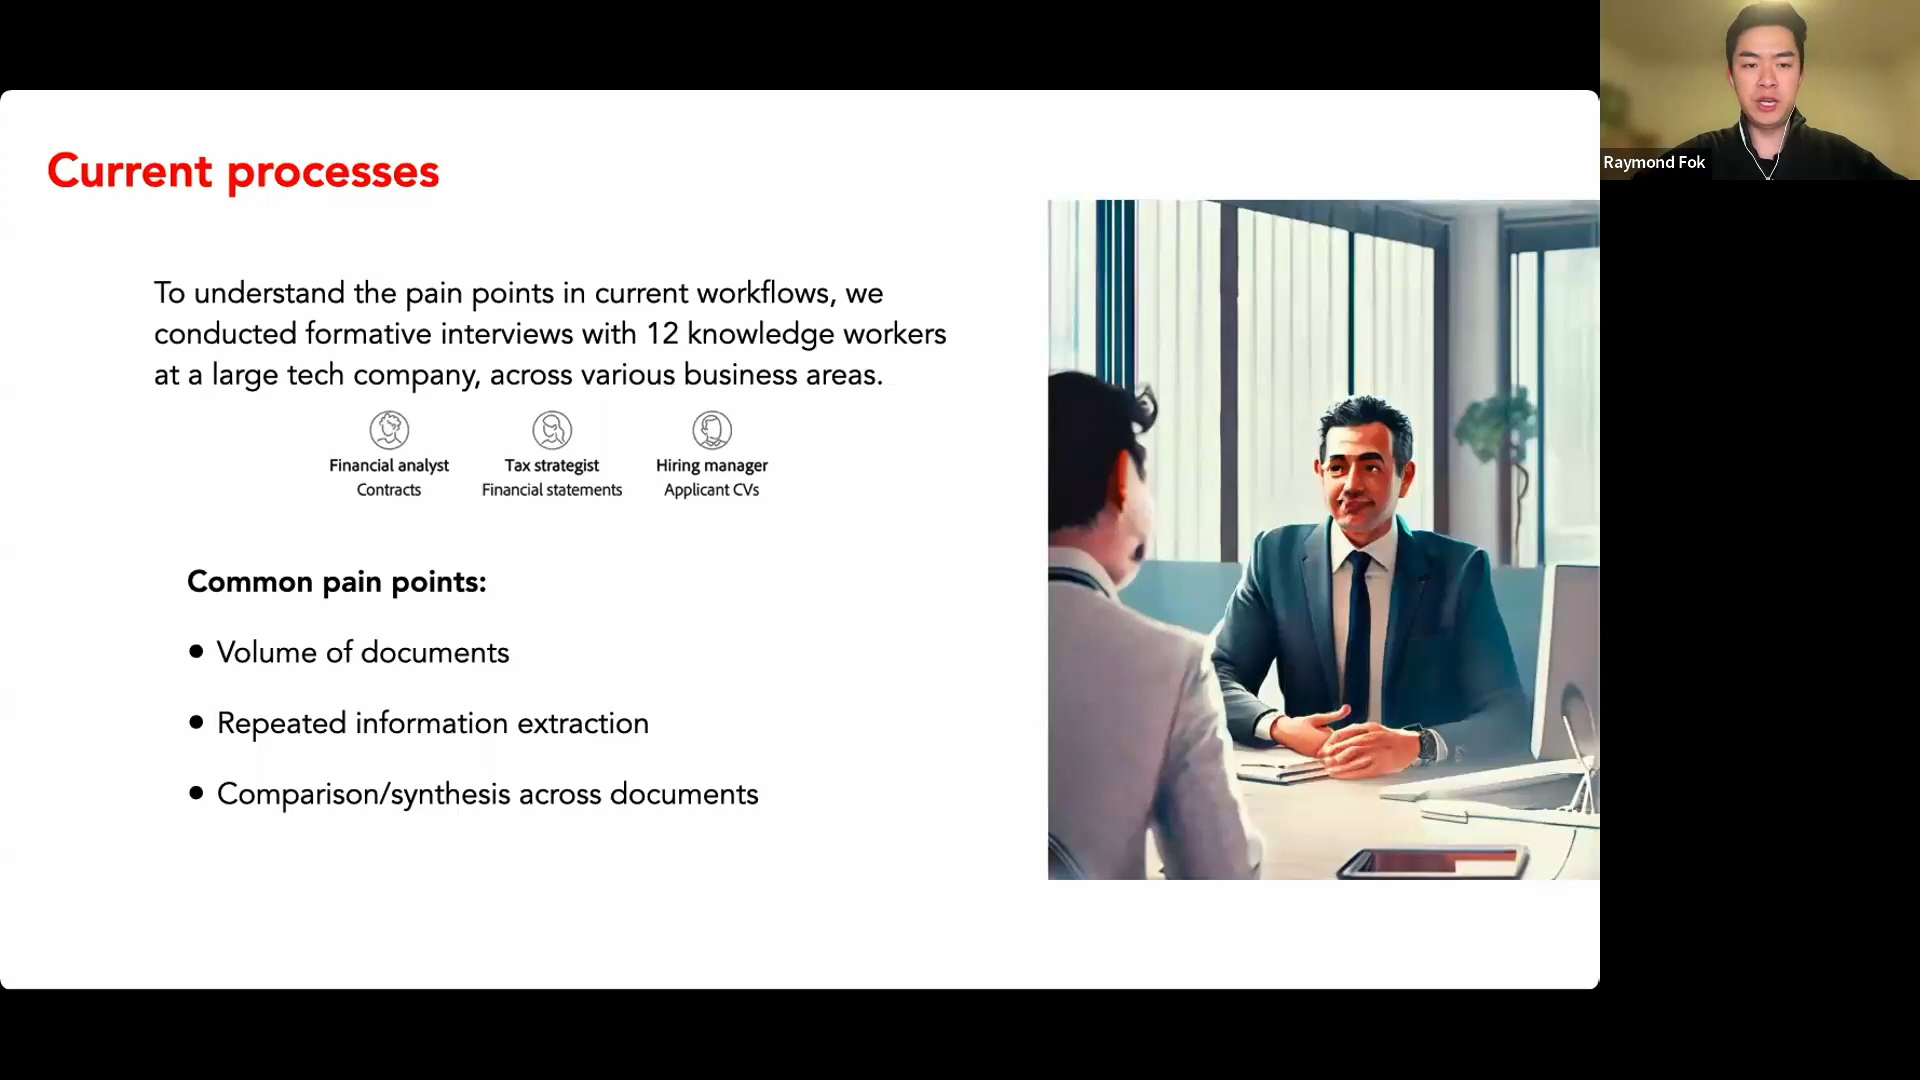 Current processes
To understand the pain points in current workflows, we
conducted formative interviews with 12 knowledge workers
at a large tech company, across various business areas.
Financial analyst
Contracts
Tax strategist
Financial statements
Hiring manager
Applicant CVs
Common pain points:
• Volume of documents
• Repeated information extraction
• Comparison/synthesis across documents
Raymond Fok